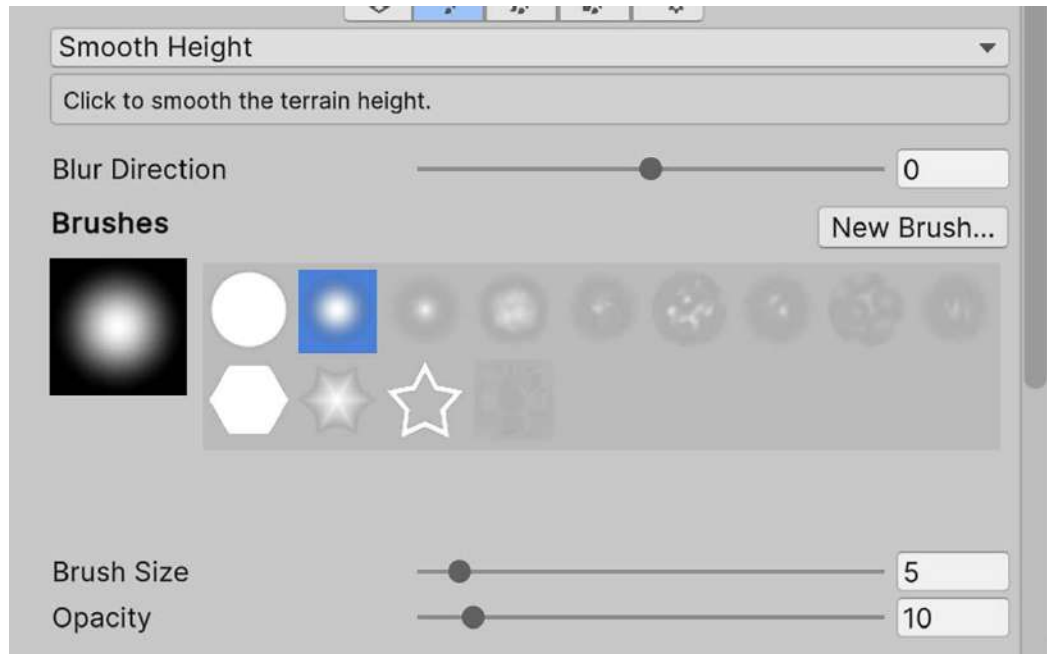 Smooth Height
Click to smooth the terrain height.
Blur Direction 0
Brushes New Brush...
Brush Size 5
Opacity 10